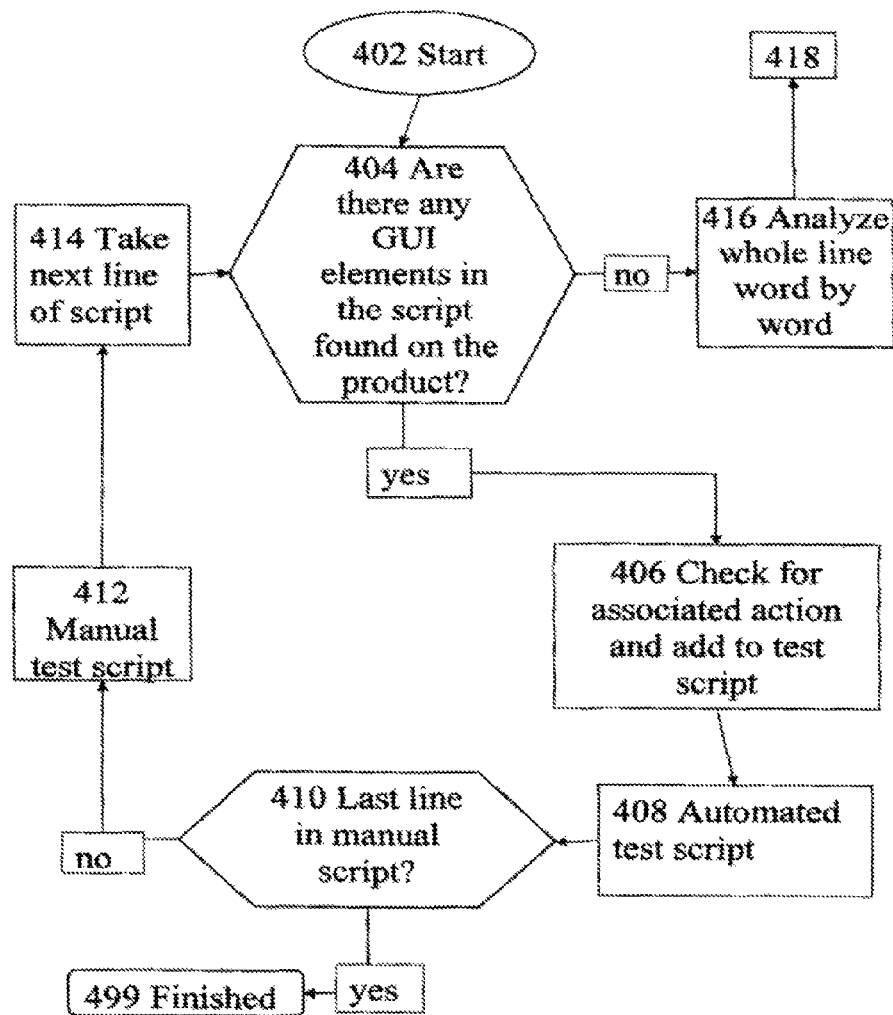 402 Start
418
404 Are
there any
GUI
elements in
the script
found on the
product?
414 Take
next line
of script
no
416 Analyze
whole line
word by
word
yes
406 Check for
associated action
and add to test
script
412
Manual
test script
410 Last line
in manual
script?
408 Automated
test script
no
yes
499 Finished